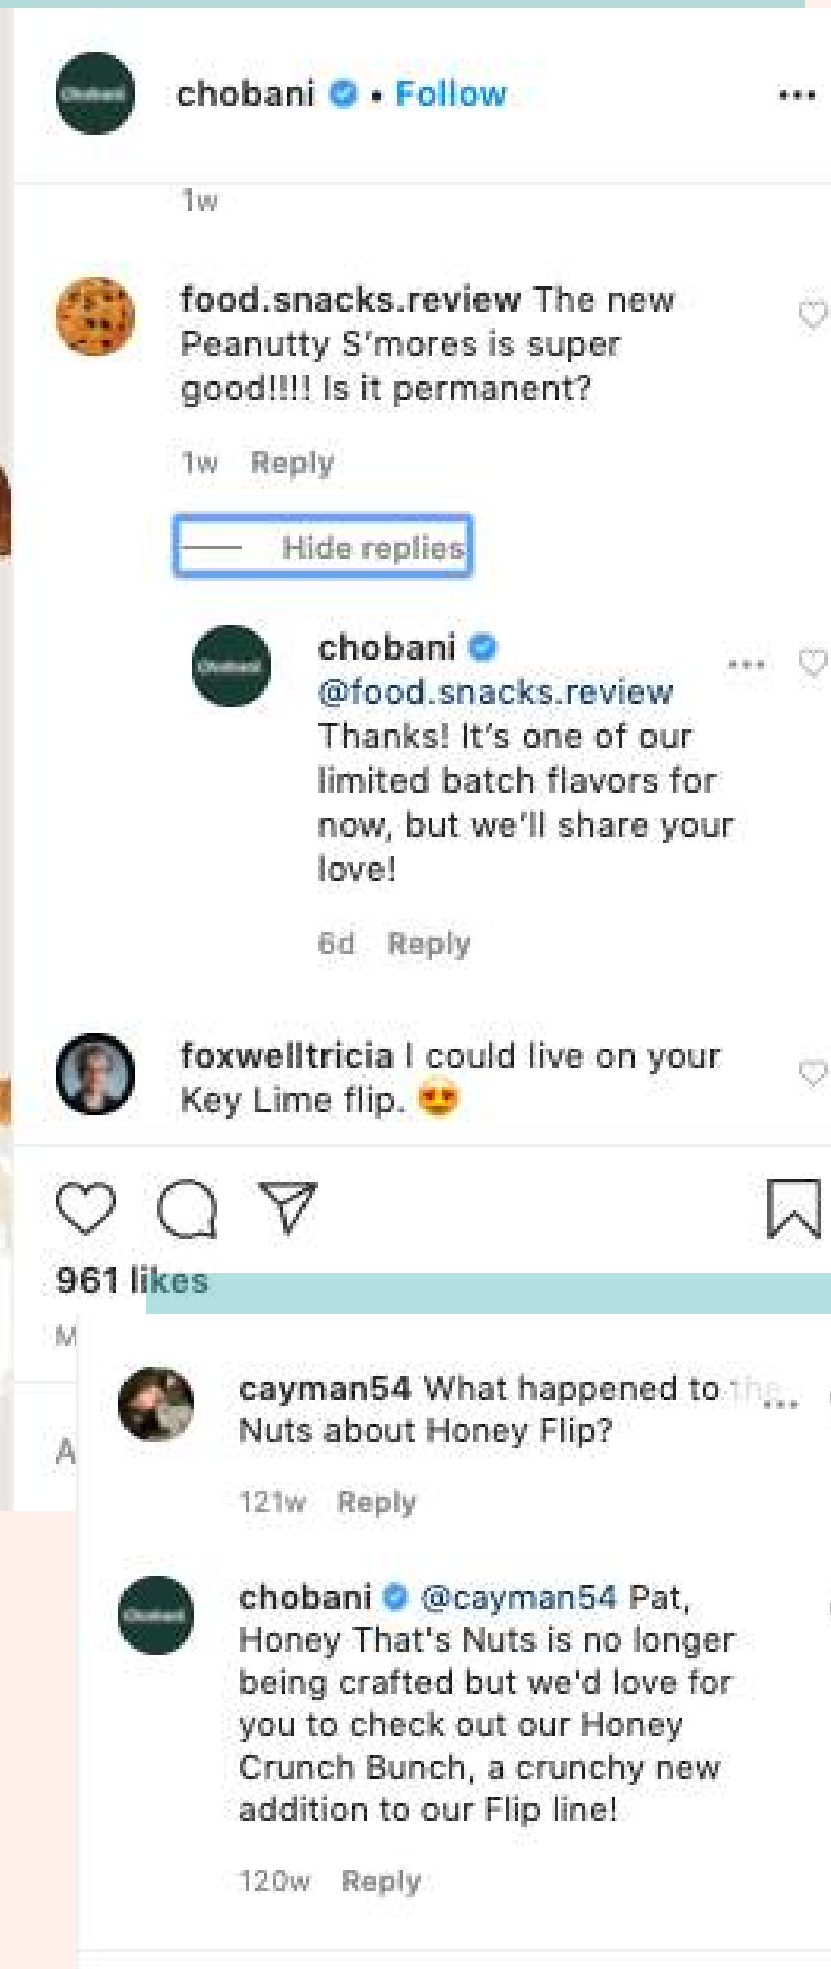 chobani • Follow
1w
food.snacks.review The new
Peanutty S'mores is super
good!!!! Is it permanent?
1w Reply
Hide replies
chobani
@food.snacks.review
Thanks! It's one of our
limited batch flavors for
now, but we'll share your
love!
6d Reply
foxwelltricia I could live on your
Key Lime flip. 😍
961 likes
M
A
cayman54 What happened to the
Nuts about Honey Flip?
121w Reply
chobani @cayman54 Pat,
Honey That's Nuts is no longer
being crafted but we'd love for
you to check out our Honey
Crunch Bunch, a crunchy new
addition to our Flip line!
120w Reply